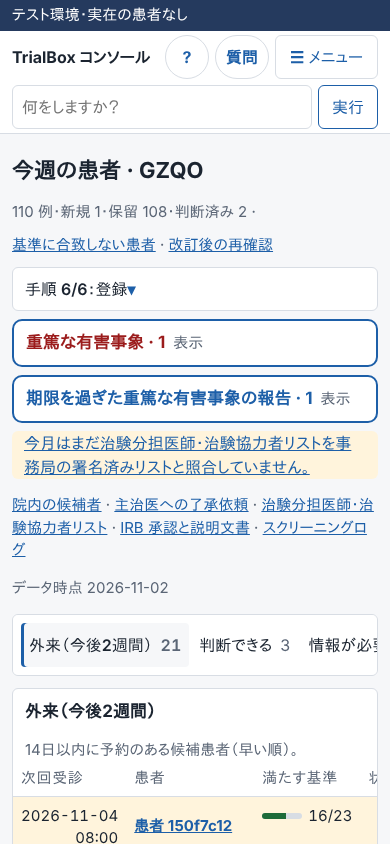 テスト環境・実在の患者なし
TrialBox コンソール ? 質問 ☰ メニュー
何をしますか？ 実行
今週の患者 · GZQO
110 例・新規 1・保留 108・判断済み 2 ·
基準に合致しない患者 · 改訂後の再確認
手順 6/6：登録▾
重篤な有害事象 · 1 表示
期限を過ぎた重篤な有害事象の報告 · 1 表示
今月はまだ治験分担医師・治験協力者リストを事
務局の署名済みリストと照合していません。
院内の候補者 · 主治医への了承依頼 · 治験分担医師・治
験協力者リスト · IRB 承認と説明文書 · スクリーニングロ
グ
データ時点 2026-11-02
外来（今後2週間） 21 判断できる 3 情報が必
外来（今後2週間）
14日以内に予約のある候補患者（早い順）。
次回受診 患者 満たす基準
2026-11-04 患者 150f7c12 16/23
08:00